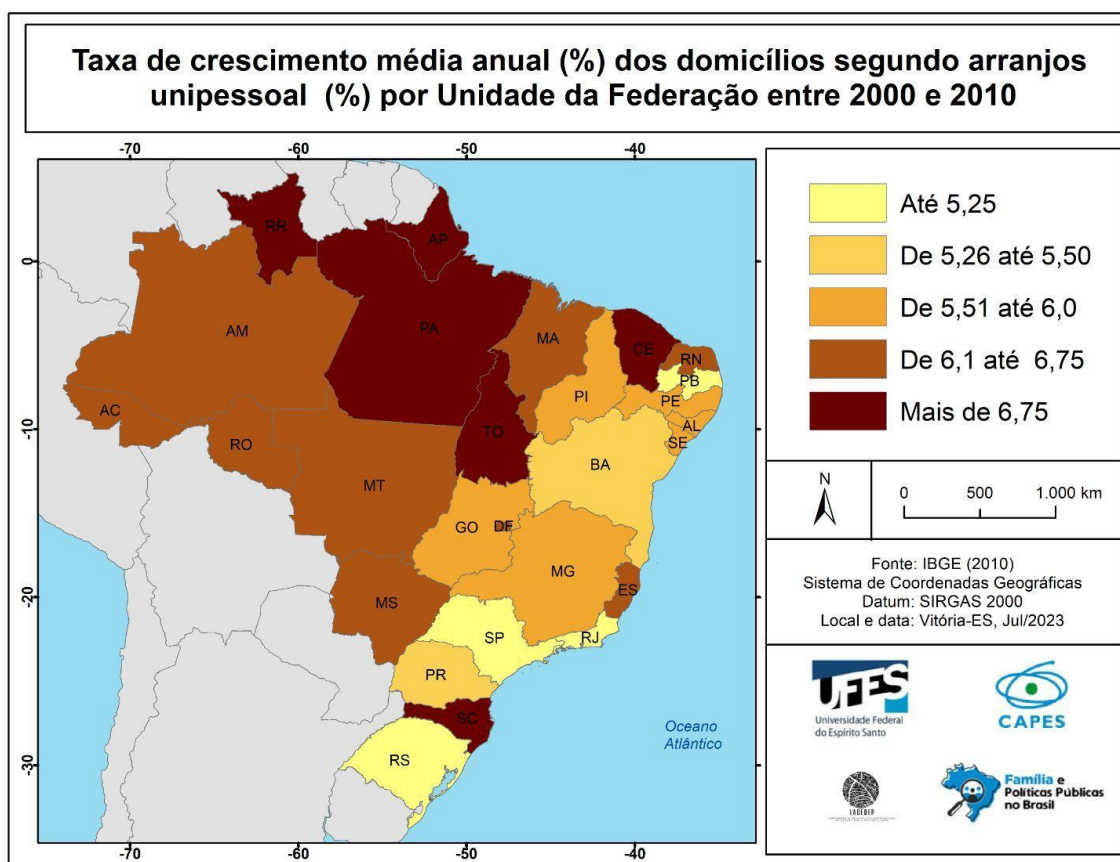 Taxa de crescimento média anual (%) dos domicílios segundo arranjos
unipessoal (%) por Unidade da Federação entre 2000 e 2010
-70
-60
-50
-40
0
-10
-20
-30
RR
AP
AM
PA
MA
CE
RN
PB
PI
PE
AL
SE
AC
RO
TO
BA
MT
GO
DF
MG
ES
MS
SP
RJ
PR
SC
RS
Oceano
Atlântico
-70
-60
-50
-40
Até 5,25
De 5,26 até 5,50
De 5,51 até 6,0
De 6,1 até 6,75
Mais de 6,75
N
0
500
1.000 km
Fonte: IBGE (2010)
Sistema de Coordenadas Geográficas
Datum: SIRGAS 2000
Local e data: Vitória-ES, Jul/2023
UFES
Universidade Federal
do Espírito Santo
CAPES
LAGEBEP
Família e
Políticas Públicas
no Brasil